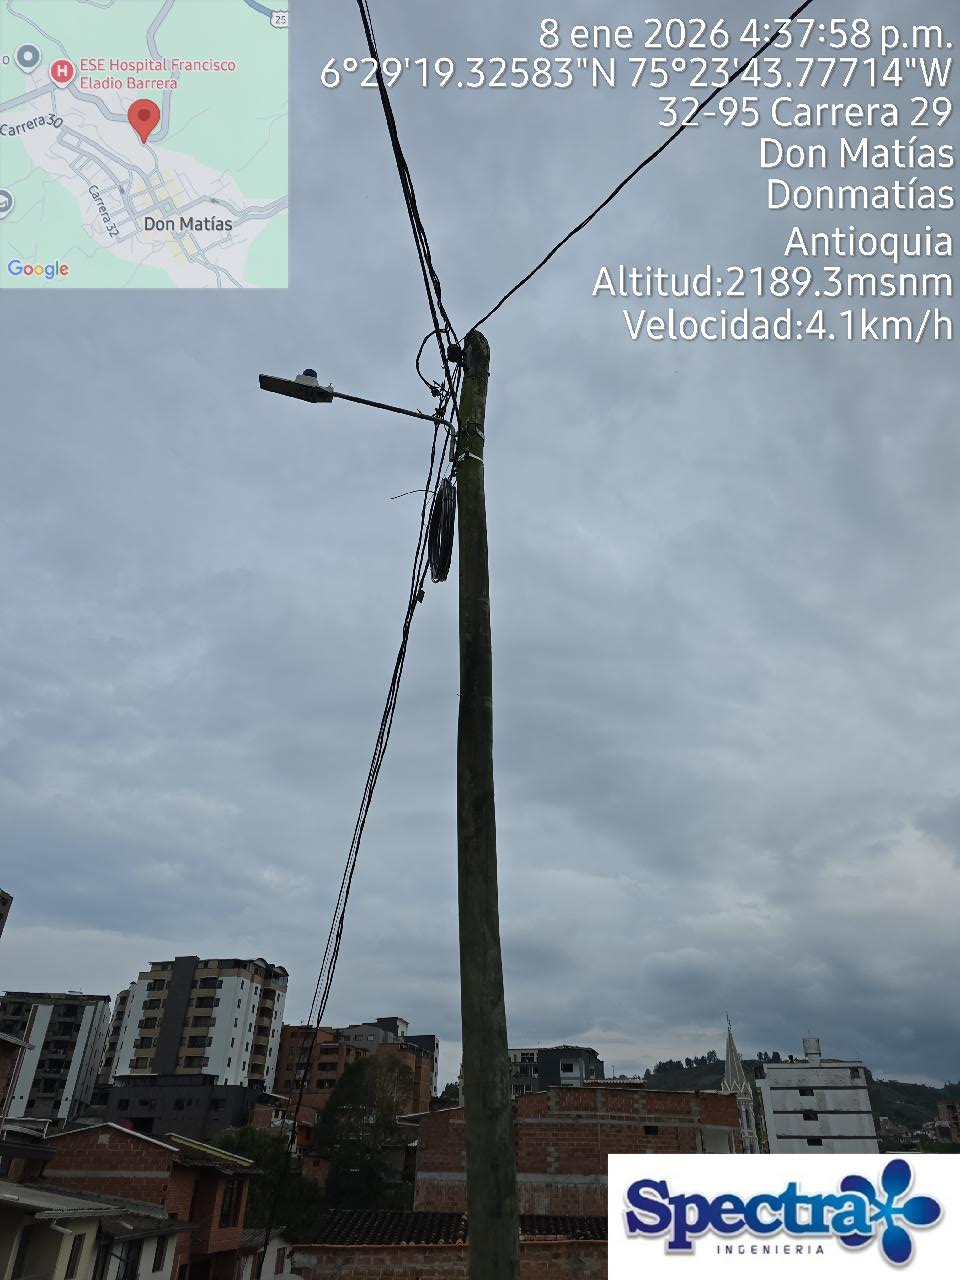 25
ESE Hospital Francisco
Eladio Barrera
Carrera 30
Carrera 32
Don Matías
Google
8 ene 2026 4:37:58 p.m.
6°29'19.32583"N 75°23'43.77714"W
32-95 Carrera 29
Don Matías
Donmatías
Antioquia
Altitud:2189.3msnm
Velocidad:4.1km/h
Spectra
INGENIERIA